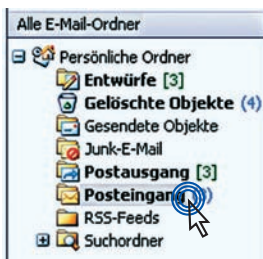 Alle E-Mail-Ordner
Persönliche Ordner
Entwürfe [3]
Gelöschte Objekte (4)
Gesendete Objekte
Junk-E-Mail
Postausgang [3]
Posteingang
RSS-Feeds
Suchordner